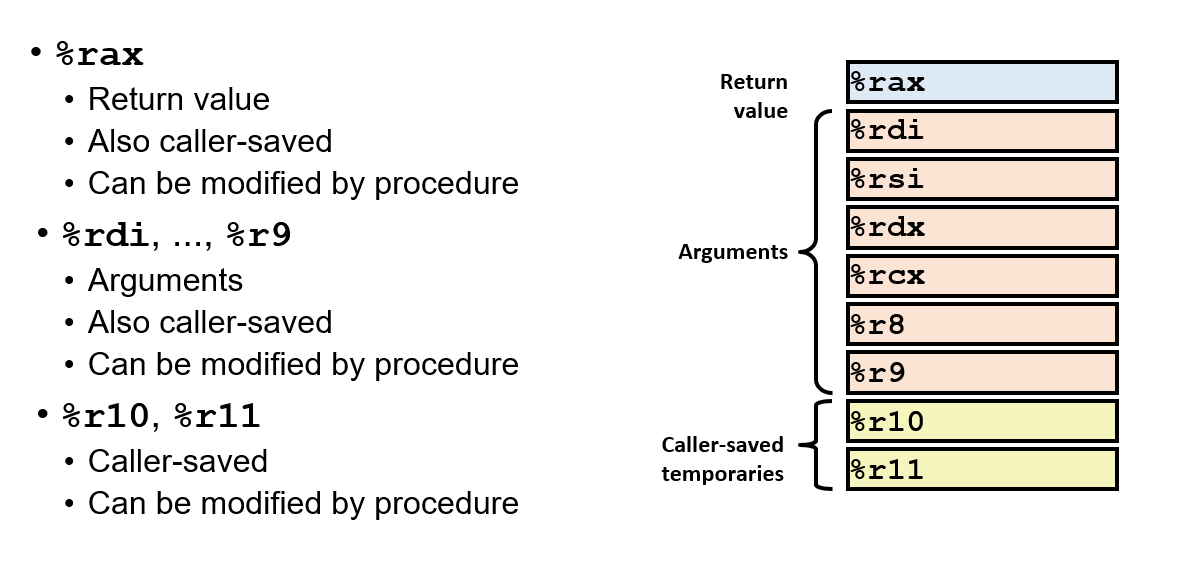 • %rax
• Return value
• Also caller-saved
• Can be modified by procedure
• %rdi, ..., %r9
• Arguments
• Also caller-saved
• Can be modified by procedure
• %r10, %r11
• Caller-saved
• Can be modified by procedure
Return
value
%rax
Arguments
%rdi
%rsi
%rdx
%rcx
%r8
%r9
Caller-saved
temporaries
%r10
%r11